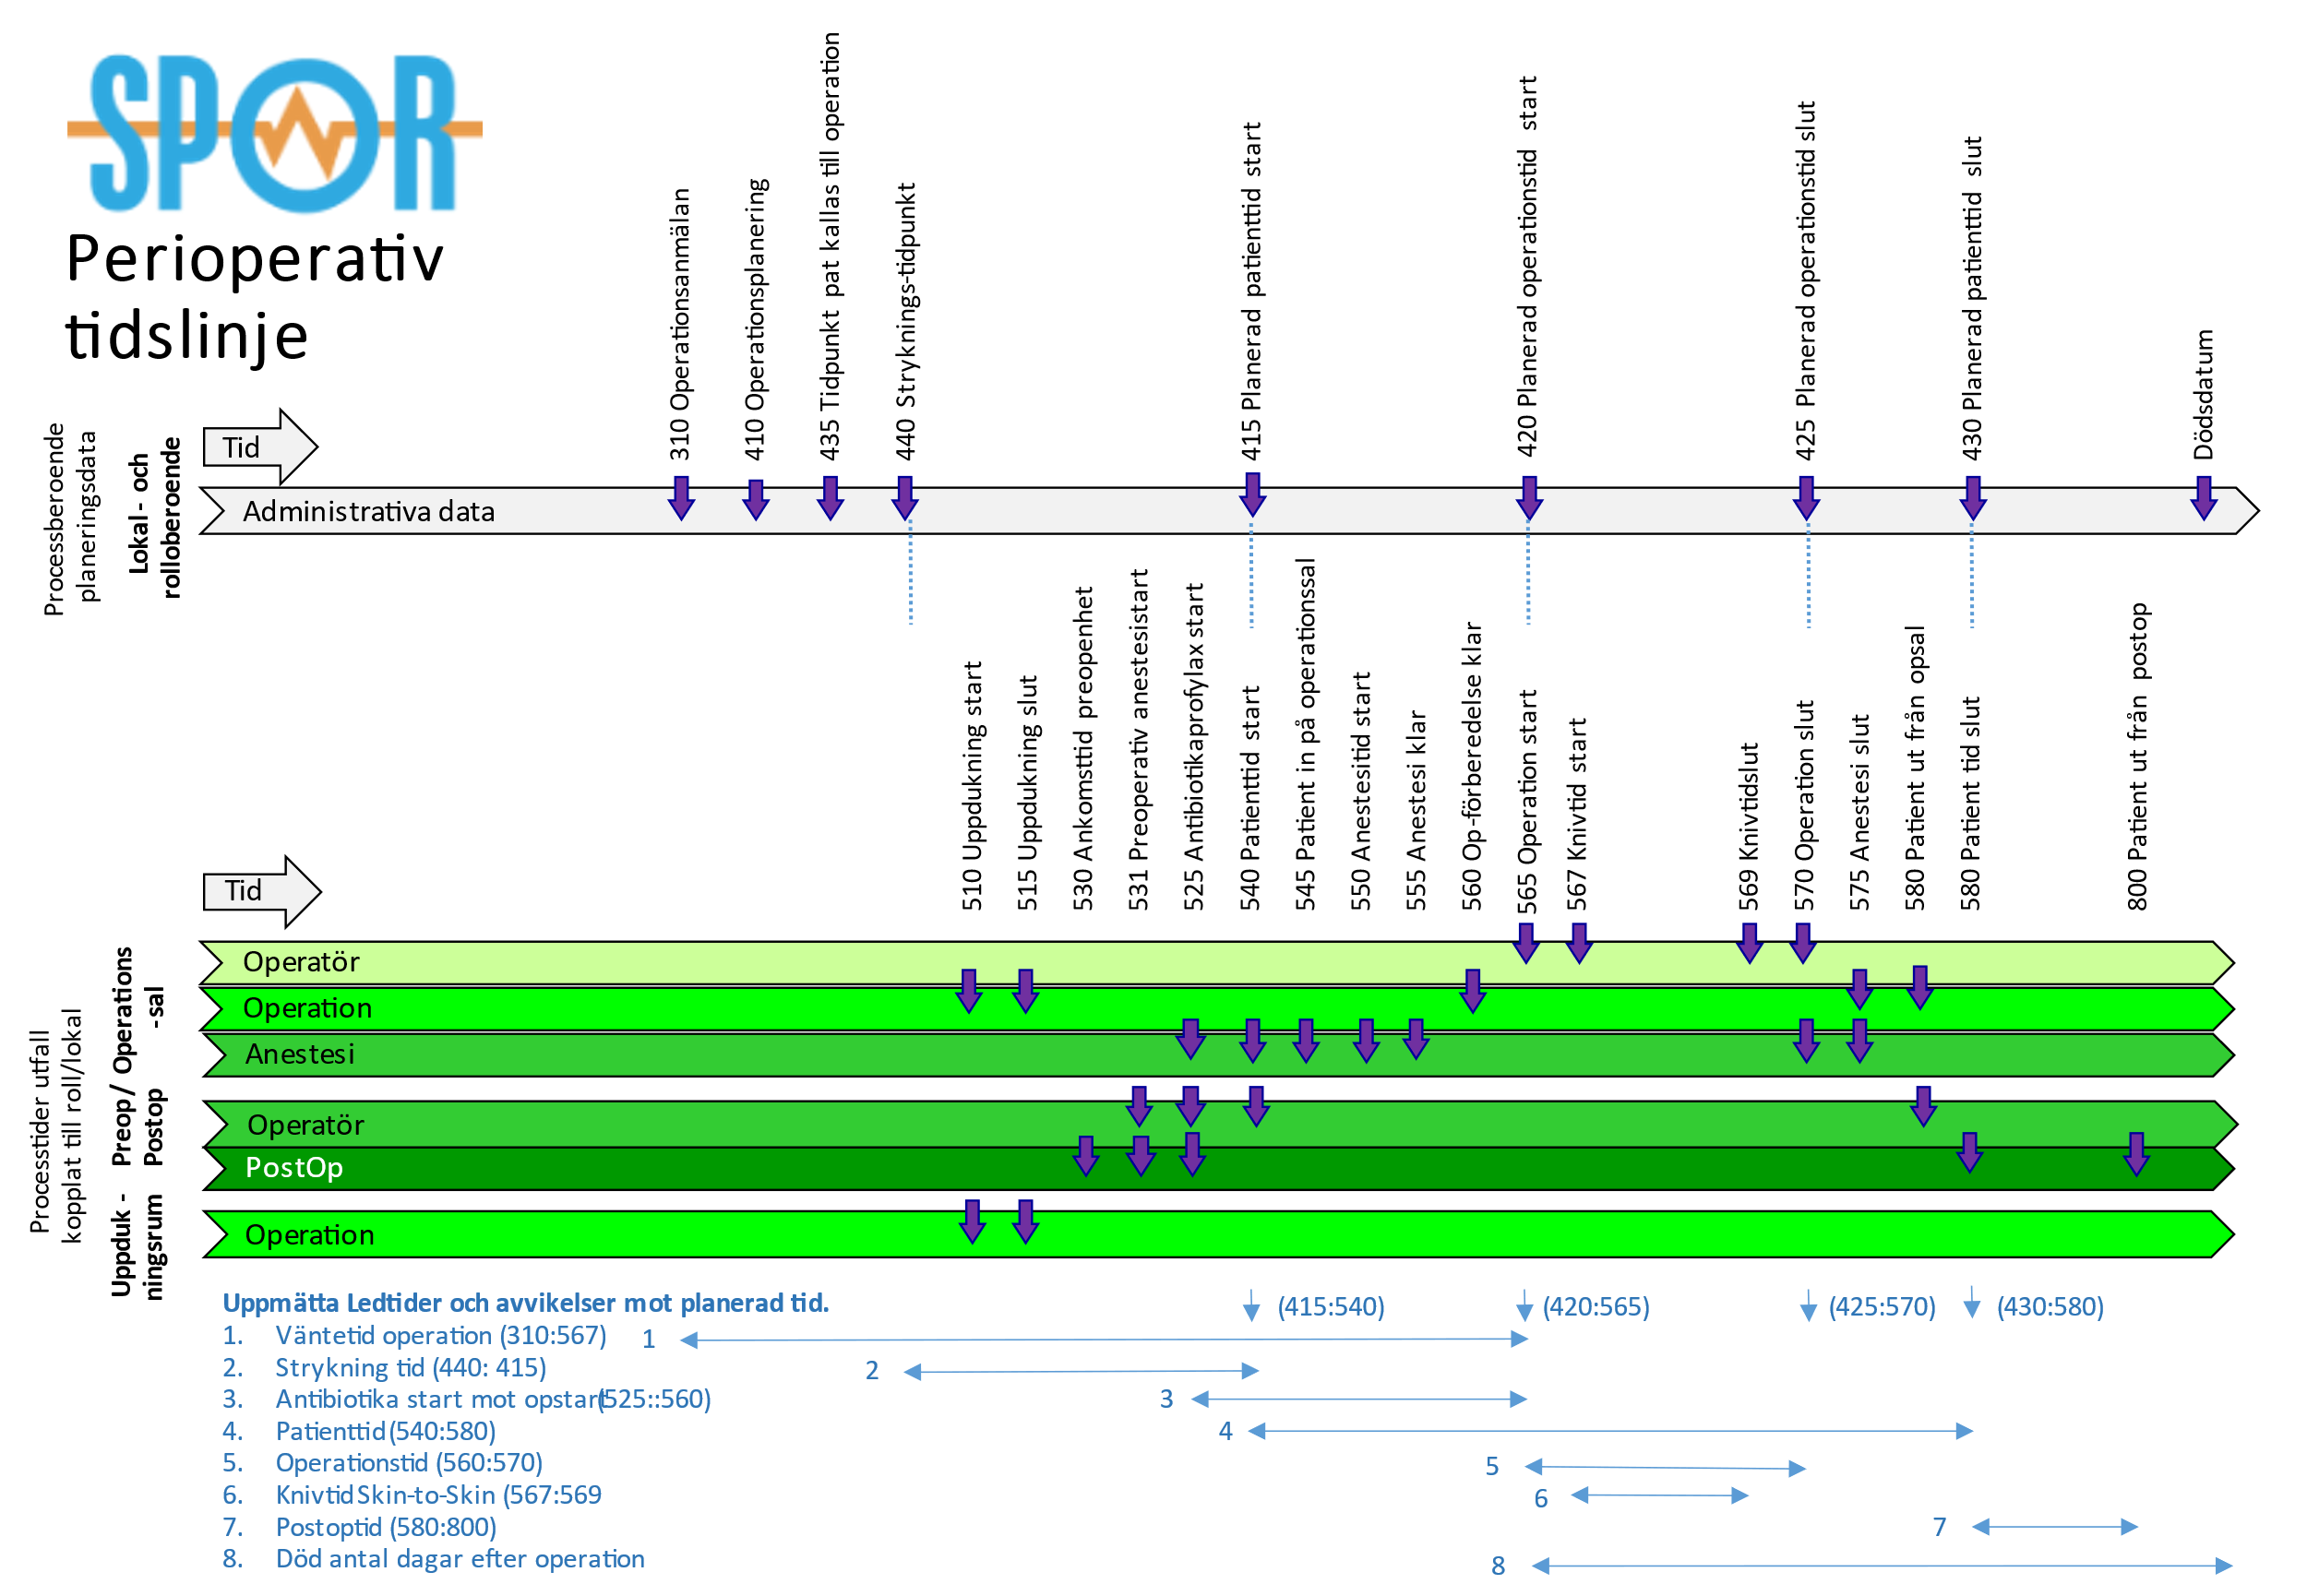 SPOR
Perioperativ
tidslinje
310 Operationsanmälan
410 Operationsplanering
435 Tidpunkt pat kallas till operation
440 Stryknings-tidpunkt
415 Planerad patienttid start
420 Planerad operationstid start
425 Planerad operationstid slut
430 Planerad patienttid slut
Dödsdatum
Processberoende
planeringsdata
Lokal- och
rolloberoende
Tid
Administrativa data
510 Uppdukning start
515 Uppdukning slut
530 Ankomsttid preopenhet
531 Preoperativ anestesistart
525 Antibiotikaprofylax start
540 Patienttid start
545 Patient in på operationssal
550 Anestesitid start
555 Anestesi klar
560 Op-förberedelse klar
565 Operation start
567 Knivtid start
569 Knivtidslut
570 Operation slut
575 Anestesi slut
580 Patient ut från opsal
580 Patient tid slut
800 Patient ut från postop
Tid
Processtider utfall
kopplat till roll/lokal
Preop/ Operations
Postop -sal
Uppduk-
ningsrum
Operatör
Operation
Anestesi
Operatör
PostOp
Operation
Uppmätta Ledtider och avvikelser mot planerad tid.
(415:540) (420:565) (425:570) (430:580)
1. Väntetid operation (310:567) 1
2. Strykning tid (440: 415) 2
3. Antibiotika start mot opstart (525::560) 3
4. Patienttid (540:580) 4
5. Operationstid (560:570) 5
6. Knivtid Skin-to-Skin (567:569 6
7. Postoptid (580:800) 7
8. Död antal dagar efter operation 8